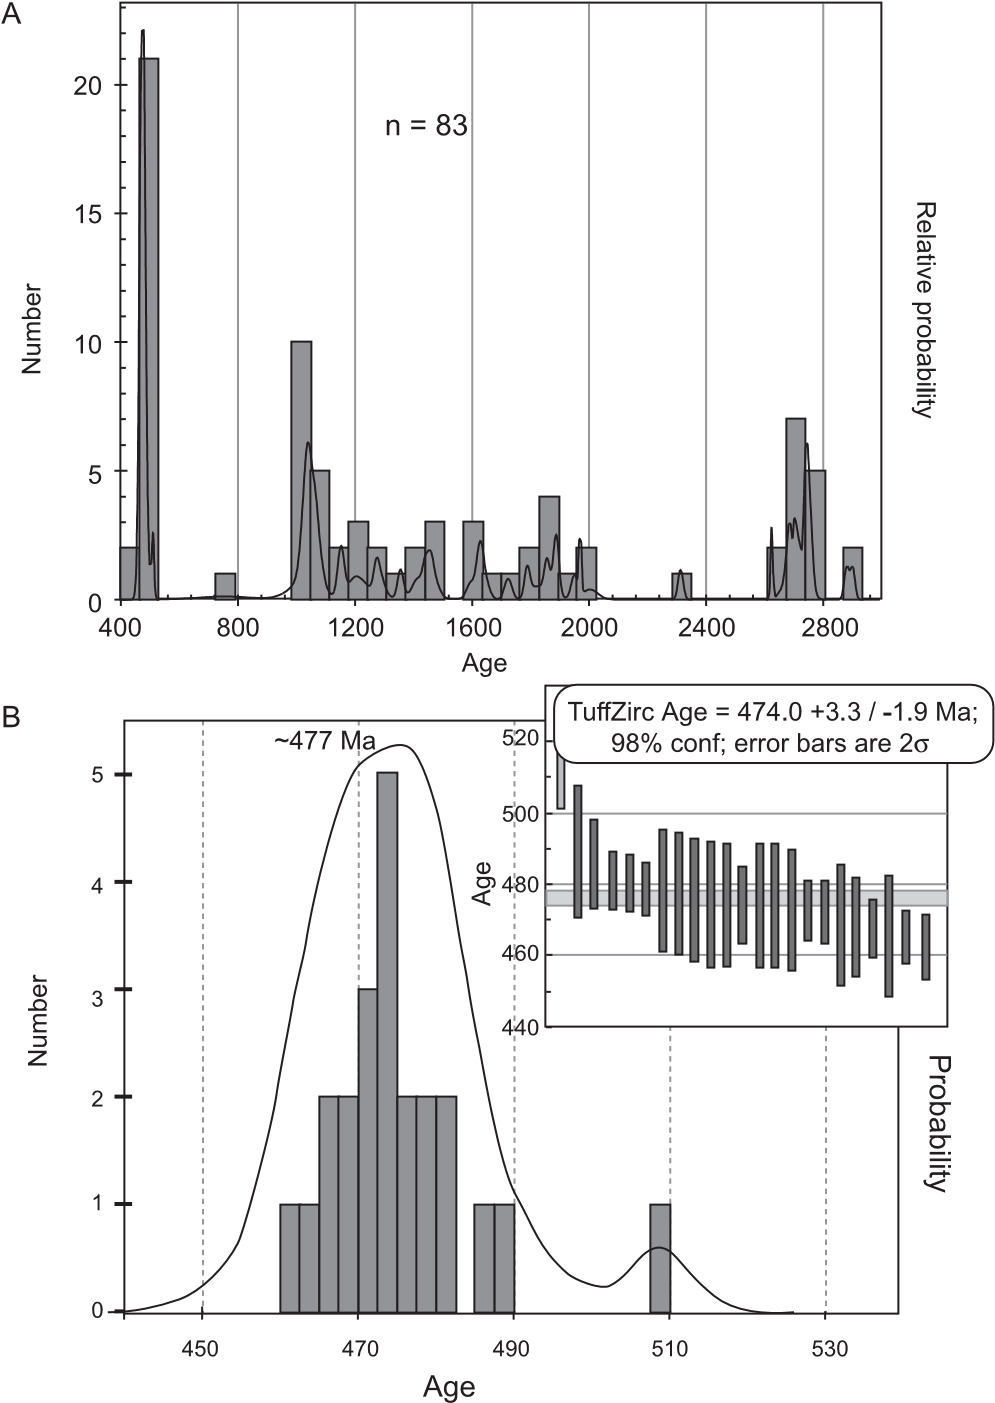 A
20
15
10
5
0
Number
n = 83
Relative probability
400 800 1200 1600 2000 2400 2800
Age
B
~477 Ma
TuffZirc Age = 474.0 +3.3 / -1.9 Ma;
98% conf; error bars are 2σ
520
500
480
460
440
Age
5
4
3
2
1
0
Number
Probability
450 470 490 510 530
Age